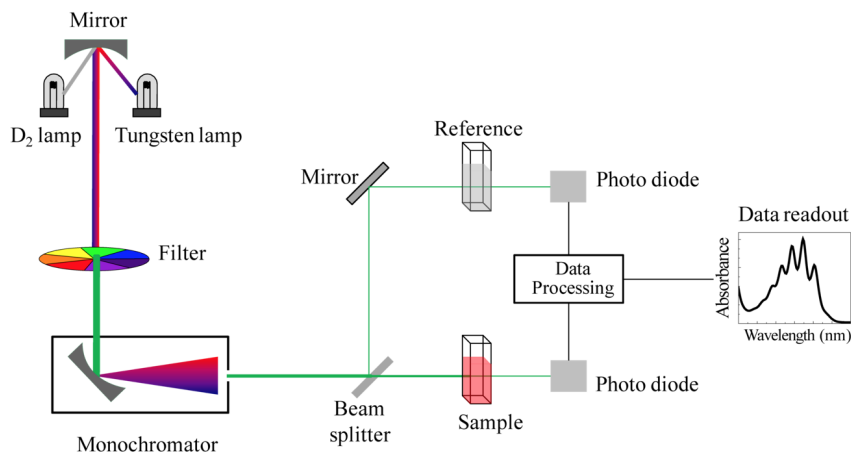 Mirror
D₂ lamp
Tungsten lamp
Filter
Monochromator
Mirror
Beam
splitter
Reference
Sample
Photo diode
Data
Processing
Photo diode
Data readout
Absorbance
Wavelength (nm)